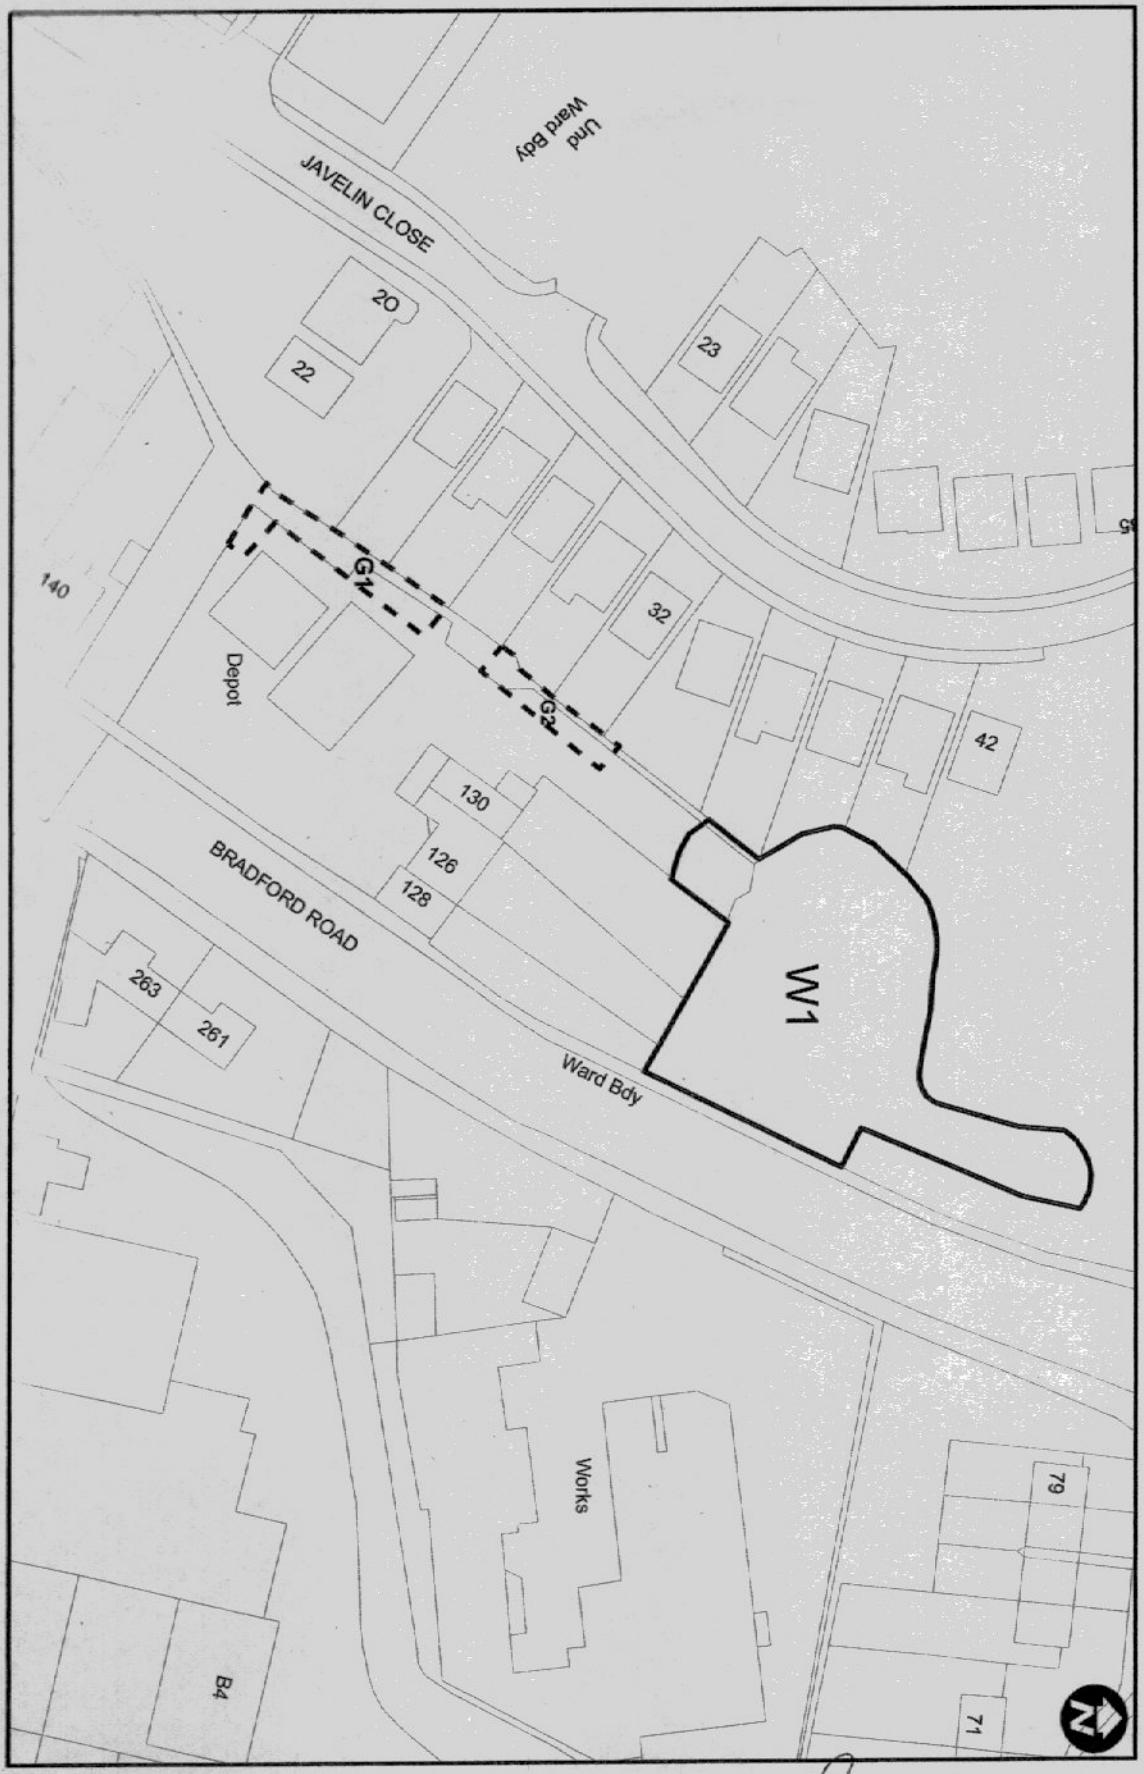 Und
Ward Bdy
JAVELIN CLOSE
20
22
23
32
42
G1
G2
140
Depot
130
126
128
BRADFORD ROAD
W1
263
261
Ward Bdy
Works
79
71
B4
N